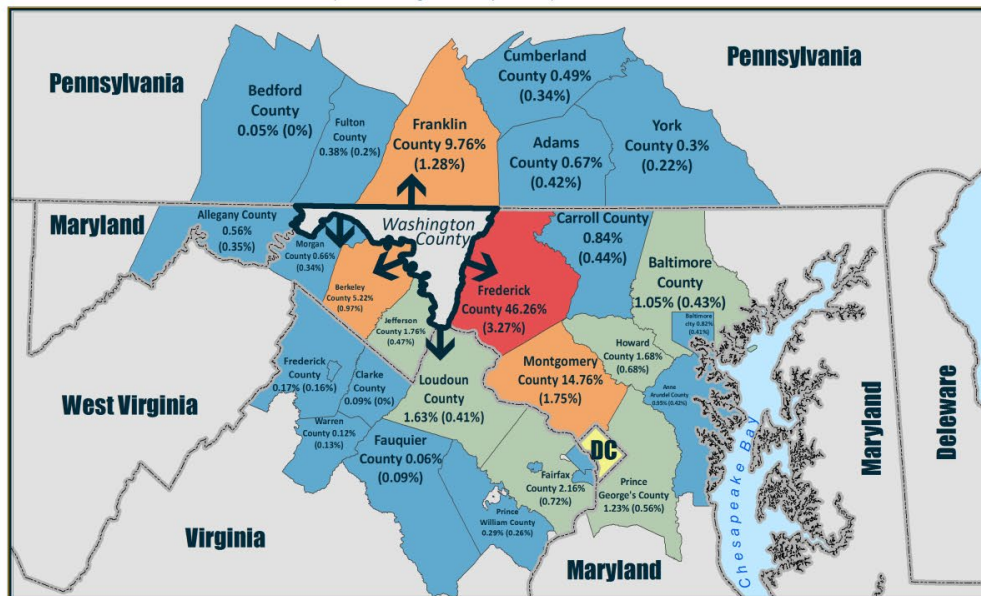 Pennsylvania
Bedford
County
0.05% (0%)
Fulton
County
0.38% (0.2%)
Franklin
County 9.76%
(1.28%)
Cumberland
County 0.49%
(0.34%)
Adams
County 0.67%
(0.42%)
York
County 0.3%
(0.22%)
Pennsylvania
Maryland
Allegany County
0.56%
(0.35%)
Morgan
County 0.66%
(0.34%)
Washington
County
Berkeley
County 5.22%
(0.97%)
Jefferson
County 1.76%
(0.47%)
Frederick
County 46.26%
(3.27%)
Carroll County
0.84%
(0.44%)
Baltimore
County
1.05% (0.43%)
Baltimore
city 0.82%
(0.41%)
Howard
County 1.68%
(0.68%)
Montgomery
County 14.76%
(1.75%)
Anne
Arundel County
0.93% (0.42%)
West Virginia
Frederick
County
0.17% (0.16%)
Clarke
County
0.09% (0%)
Loudoun
County
1.63% (0.41%)
Warren
County 0.12%
(0.13%)
Fauquier
County 0.06%
(0.09%)
DC
Fairfax
County 2.16%
(0.72%)
Prince
George's County
1.23% (0.56%)
Prince
William County
0.29% (0.26%)
Virginia
Maryland
Chesapeake Bay
Maryland
Deleware